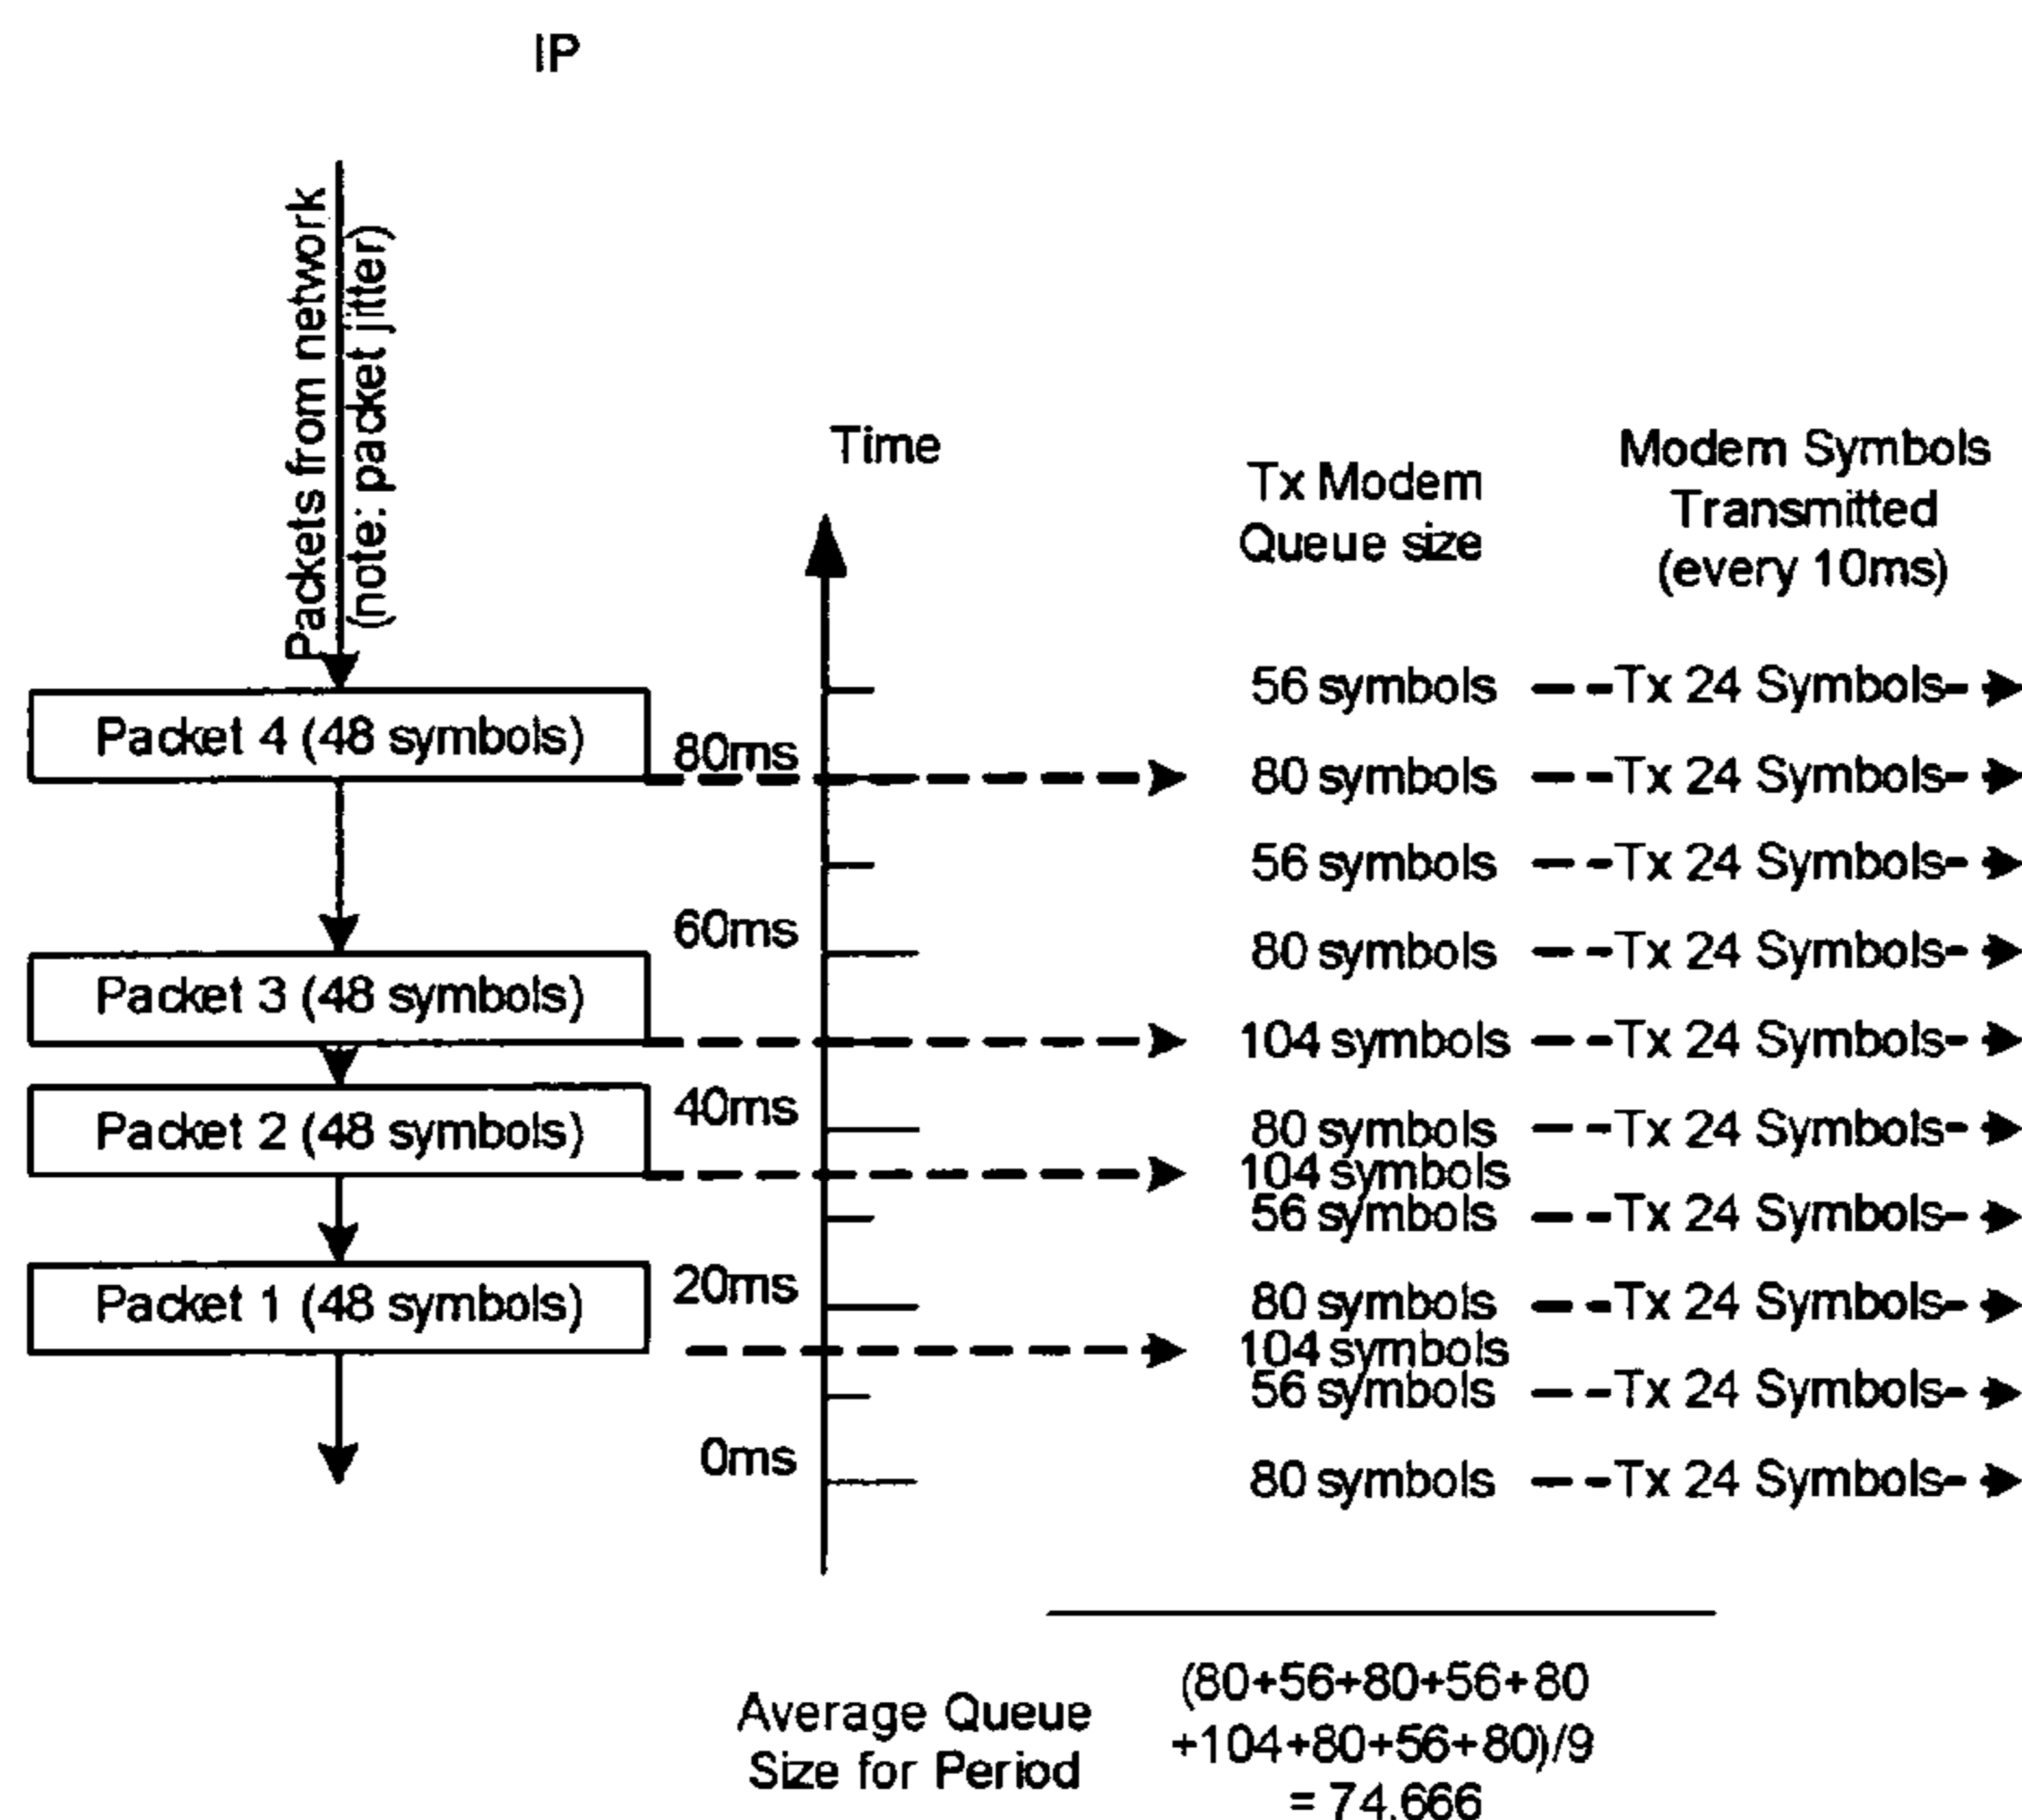 IP
Packets from network
(note: packet jitter)
Time
Tx Modem
Queue size
Modem Symbols
Transmitted
(every 10ms)
56 symbols
Tx 24 Symbols
Packet 4 (48 symbols)
80ms
80 symbols
Tx 24 Symbols
56 symbols
Tx 24 Symbols
60ms
80 symbols
Tx 24 Symbols
Packet 3 (48 symbols)
104 symbols
Tx 24 Symbols
Packet 2 (48 symbols)
40ms
80 symbols
Tx 24 Symbols
104 symbols
56 symbols
Tx 24 Symbols
Packet 1 (48 symbols)
20ms
80 symbols
Tx 24 Symbols
104 symbols
56 symbols
Tx 24 Symbols
0ms
80 symbols
Tx 24 Symbols
Average Queue
Size for Period
(80+56+80+56+80
+104+80+56+80)/9
= 74.666